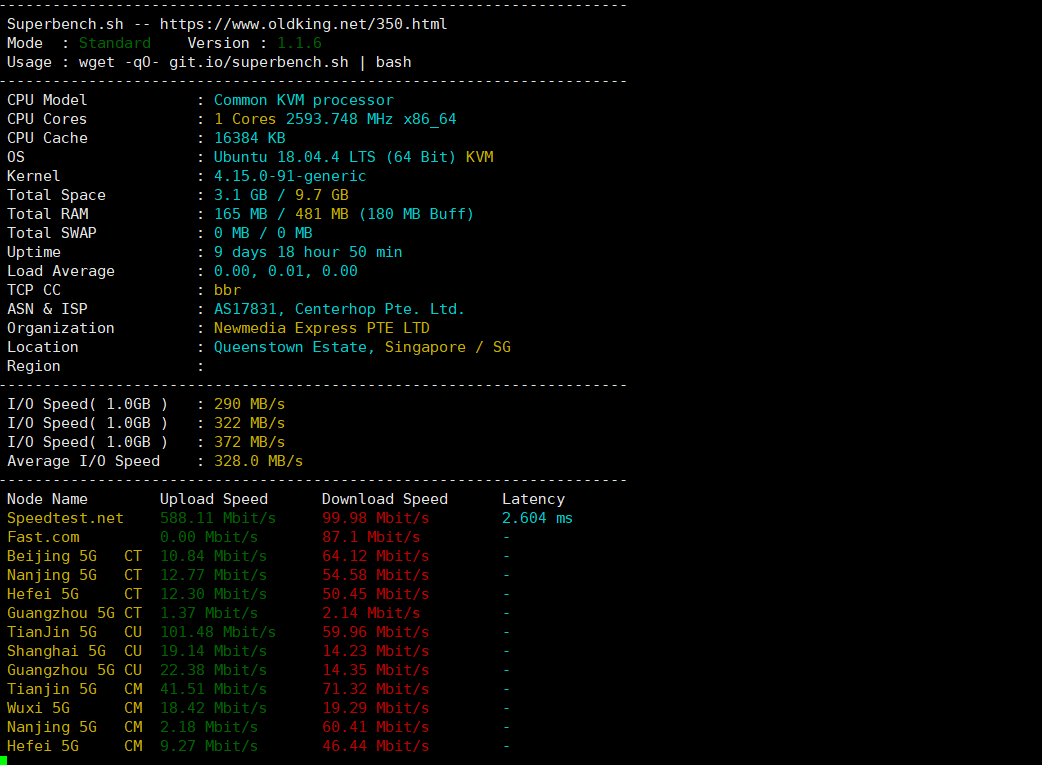 ----------------------------------------------------------------------
Superbench.sh -- https://www.oldking.net/350.html
Mode  : Standard    Version : 1.1.6
Usage : wget -qO- git.io/superbench.sh | bash
----------------------------------------------------------------------
CPU Model            : Common KVM processor
CPU Cores            : 1 Cores 2593.748 MHz x86_64
CPU Cache            : 16384 KB
OS                   : Ubuntu 18.04.4 LTS (64 Bit) KVM
Kernel               : 4.15.0-91-generic
Total Space          : 3.1 GB / 9.7 GB
Total RAM            : 165 MB / 481 MB (180 MB Buff)
Total SWAP           : 0 MB / 0 MB
Uptime               : 9 days 18 hour 50 min
Load Average         : 0.00, 0.01, 0.00
TCP CC               : bbr
ASN & ISP            : AS17831, Centerhop Pte. Ltd.
Organization         : Newmedia Express PTE LTD
Location             : Queenstown Estate, Singapore / SG
Region               :
----------------------------------------------------------------------
I/O Speed( 1.0GB )   : 290 MB/s
I/O Speed( 1.0GB )   : 322 MB/s
I/O Speed( 1.0GB )   : 372 MB/s
Average I/O Speed    : 328.0 MB/s
----------------------------------------------------------------------
Node Name        Upload Speed      Download Speed      Latency
Speedtest.net    588.11 Mbit/s     99.98 Mbit/s        2.604 ms
Fast.com         0.00 Mbit/s       87.1 Mbit/s         -
Beijing 5G   CT  10.84 Mbit/s      64.12 Mbit/s        -
Nanjing 5G   CT  12.77 Mbit/s      54.58 Mbit/s        -
Hefei 5G     CT  12.30 Mbit/s      50.45 Mbit/s        -
Guangzhou 5G CT  1.37 Mbit/s       2.14 Mbit/s         -
TianJin 5G   CU  101.48 Mbit/s     59.96 Mbit/s        -
Shanghai 5G  CU  19.14 Mbit/s      14.23 Mbit/s        -
Guangzhou 5G CU  22.38 Mbit/s      14.35 Mbit/s        -
Tianjin 5G   CM  41.51 Mbit/s      71.32 Mbit/s        -
Wuxi 5G      CM  18.42 Mbit/s      19.29 Mbit/s        -
Nanjing 5G   CM  2.18 Mbit/s       60.41 Mbit/s        -
Hefei 5G     CM  9.27 Mbit/s       46.44 Mbit/s        -